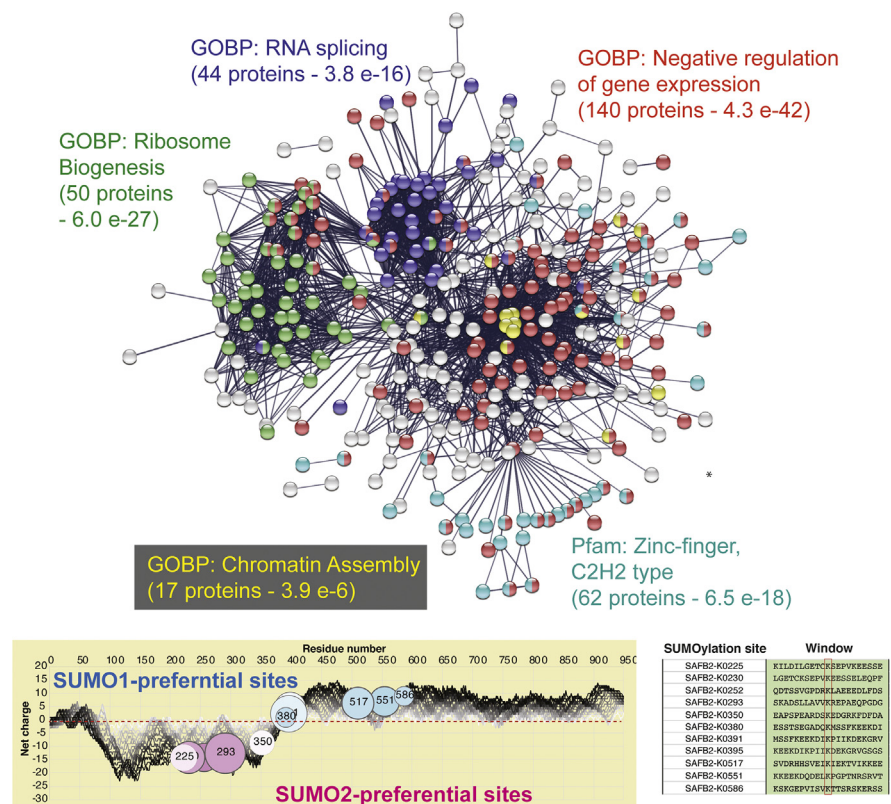 GOBP: RNA splicing
(44 proteins - 3.8 e-16)
GOBP: Negative regulation
of gene expression
(140 proteins - 4.3 e-42)
GOBP: Ribosome
Biogenesis
(50 proteins
- 6.0 e-27)
*
GOBP: Chromatin Assembly
(17 proteins - 3.9 e-6)
Pfam: Zinc-finger,
C2H2 type
(62 proteins - 6.5 e-18)
Residue number
0 50 100 150 200 250 300 350 400 450 500 550 600 650 700 750 800 850 900 950
Net charge
20
15
10
5
0
-5
-10
-15
-20
-25
-30
SUMO1-preferntial sites
225
293
350
380
517
551
586
SUMO2-preferential sites
SUMOylation site Window
SAFB2-K0225 KILDILGETCKSEPVKEESSE
SAFB2-K0230 LGETCKSEPVKEESSELEQPF
SAFB2-K0252 QDTSSVGPDRKLAEEEDLFDS
SAFB2-K0293 SKADSLLAVVKREPAEQPGDG
SAFB2-K0350 EAPSPEARDSKEDGRKFDFDA
SAFB2-K0380 ESSTSEGADQKMSSFKEEKDI
SAFB2-K0391 MSSFKEEKDIKPIIKDEKGRV
SAFB2-K0395 KEEKDIKPIIKDEKGRVGSGS
SAFB2-K0517 SVDRHHSVEIKIEKTVIKKEE
SAFB2-K0551 KKEEKDQDELKPGPTNRSRVT
SAFB2-K0586 KSKGEPVISVKTTSRSKERSS